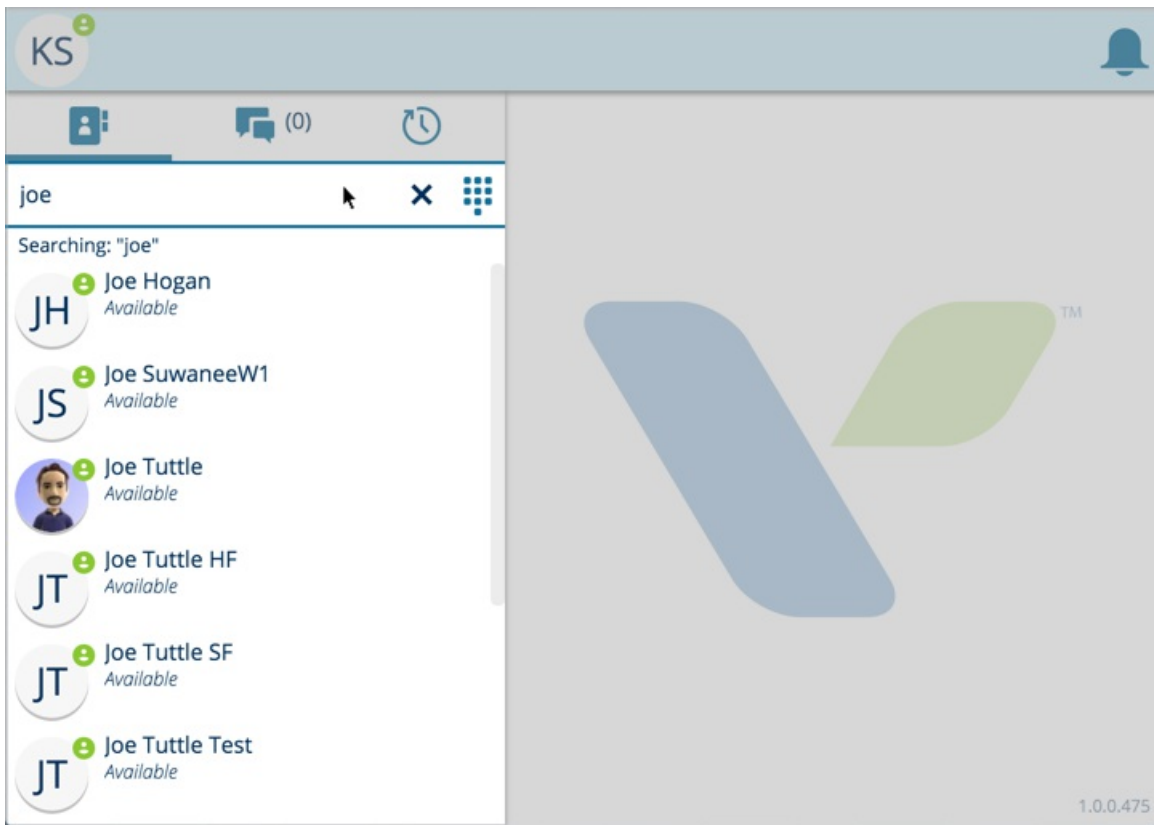 KS
(0)
joe
Searching: "joe"
JH
Joe Hogan
Available
JS
Joe SuwaneeW1
Available
Joe Tuttle
Available
JT
Joe Tuttle HF
Available
JT
Joe Tuttle SF
Available
JT
Joe Tuttle Test
Available
TM
1.0.0.475